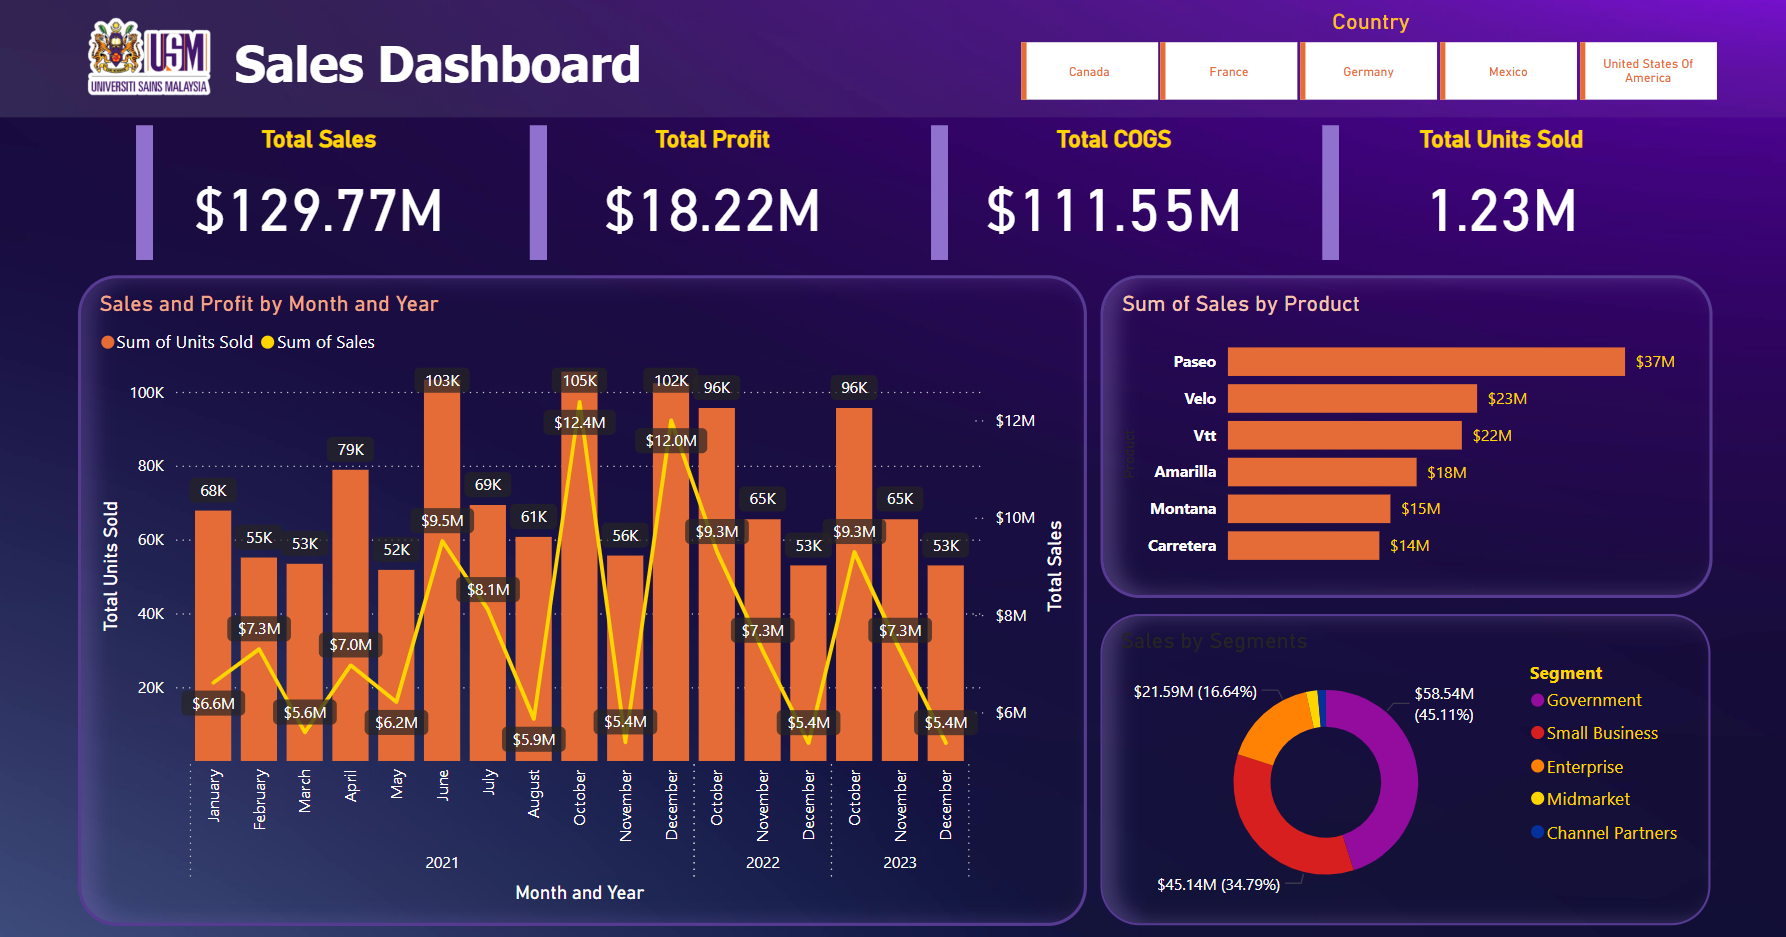 USM
UNIVERSITI SAINS MALAYSIA
Sales Dashboard
Country
Canada
France
Germany
Mexico
United States Of
America
Total Sales
$129.77M
Total Profit
$18.22M
Total COGS
$111.55M
Total Units Sold
1.23M
Sales and Profit by Month and Year
Sum of Units Sold
Sum of Sales
Total Units Sold
100K
80K
60K
40K
20K
68K
55K
53K
79K
52K
103K
69K
61K
105K
56K
102K
96K
65K
53K
96K
65K
53K
$6.6M
$7.3M
$5.6M
$7.0M
$6.2M
$9.5M
$8.1M
$5.9M
$12.4M
$5.4M
$12.0M
$9.3M
$7.3M
$5.4M
$9.3M
$7.3M
$5.4M
$12M
$10M
$8M
$6M
Total Sales
January
February
March
April
May
June
July
August
October
November
December
October
November
December
October
November
December
2021
2022
2023
Month and Year
Sum of Sales by Product
Product
Paseo
$37M
Velo
$23M
Vtt
$22M
Amarilla
$18M
Montana
$15M
Carretera
$14M
Sales by Segments
$21.59M (16.64%)
$58.54M
(45.11%)
$45.14M (34.79%)
Segment
Government
Small Business
Enterprise
Midmarket
Channel Partners